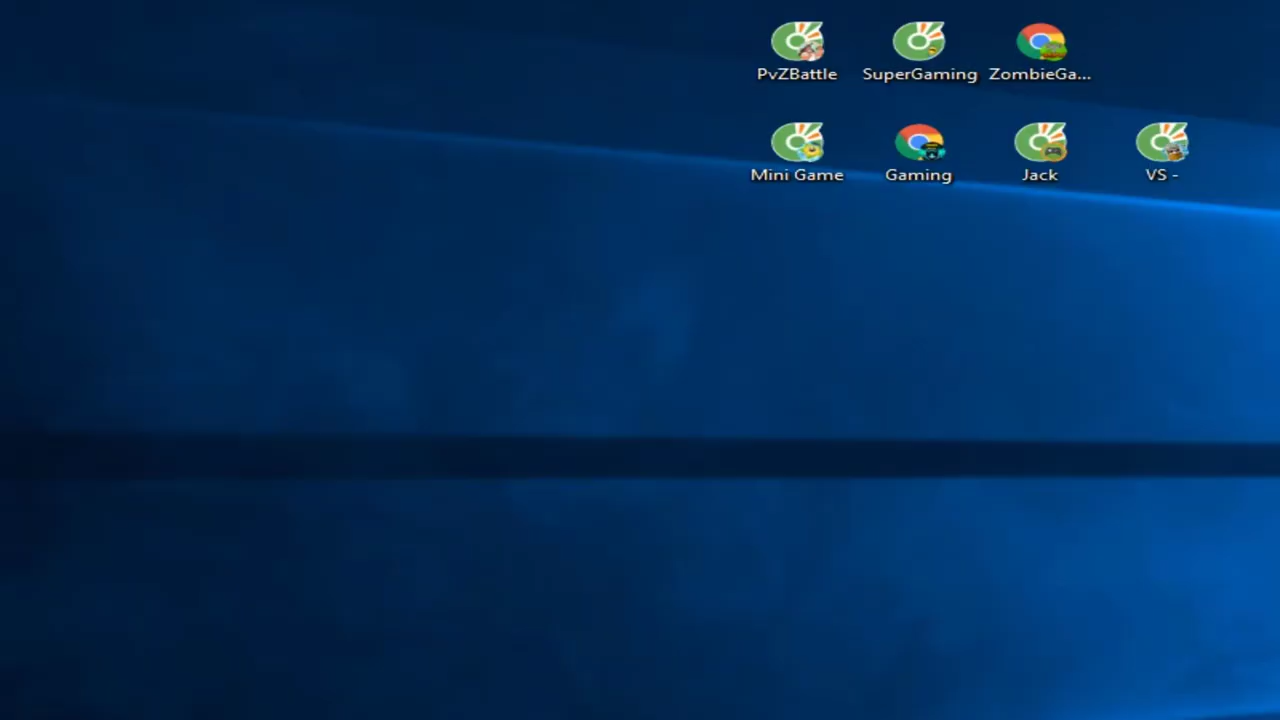 PvZBattle
SuperGaming
ZombieGa...
Mini Game
Gaming
Jack
VS -